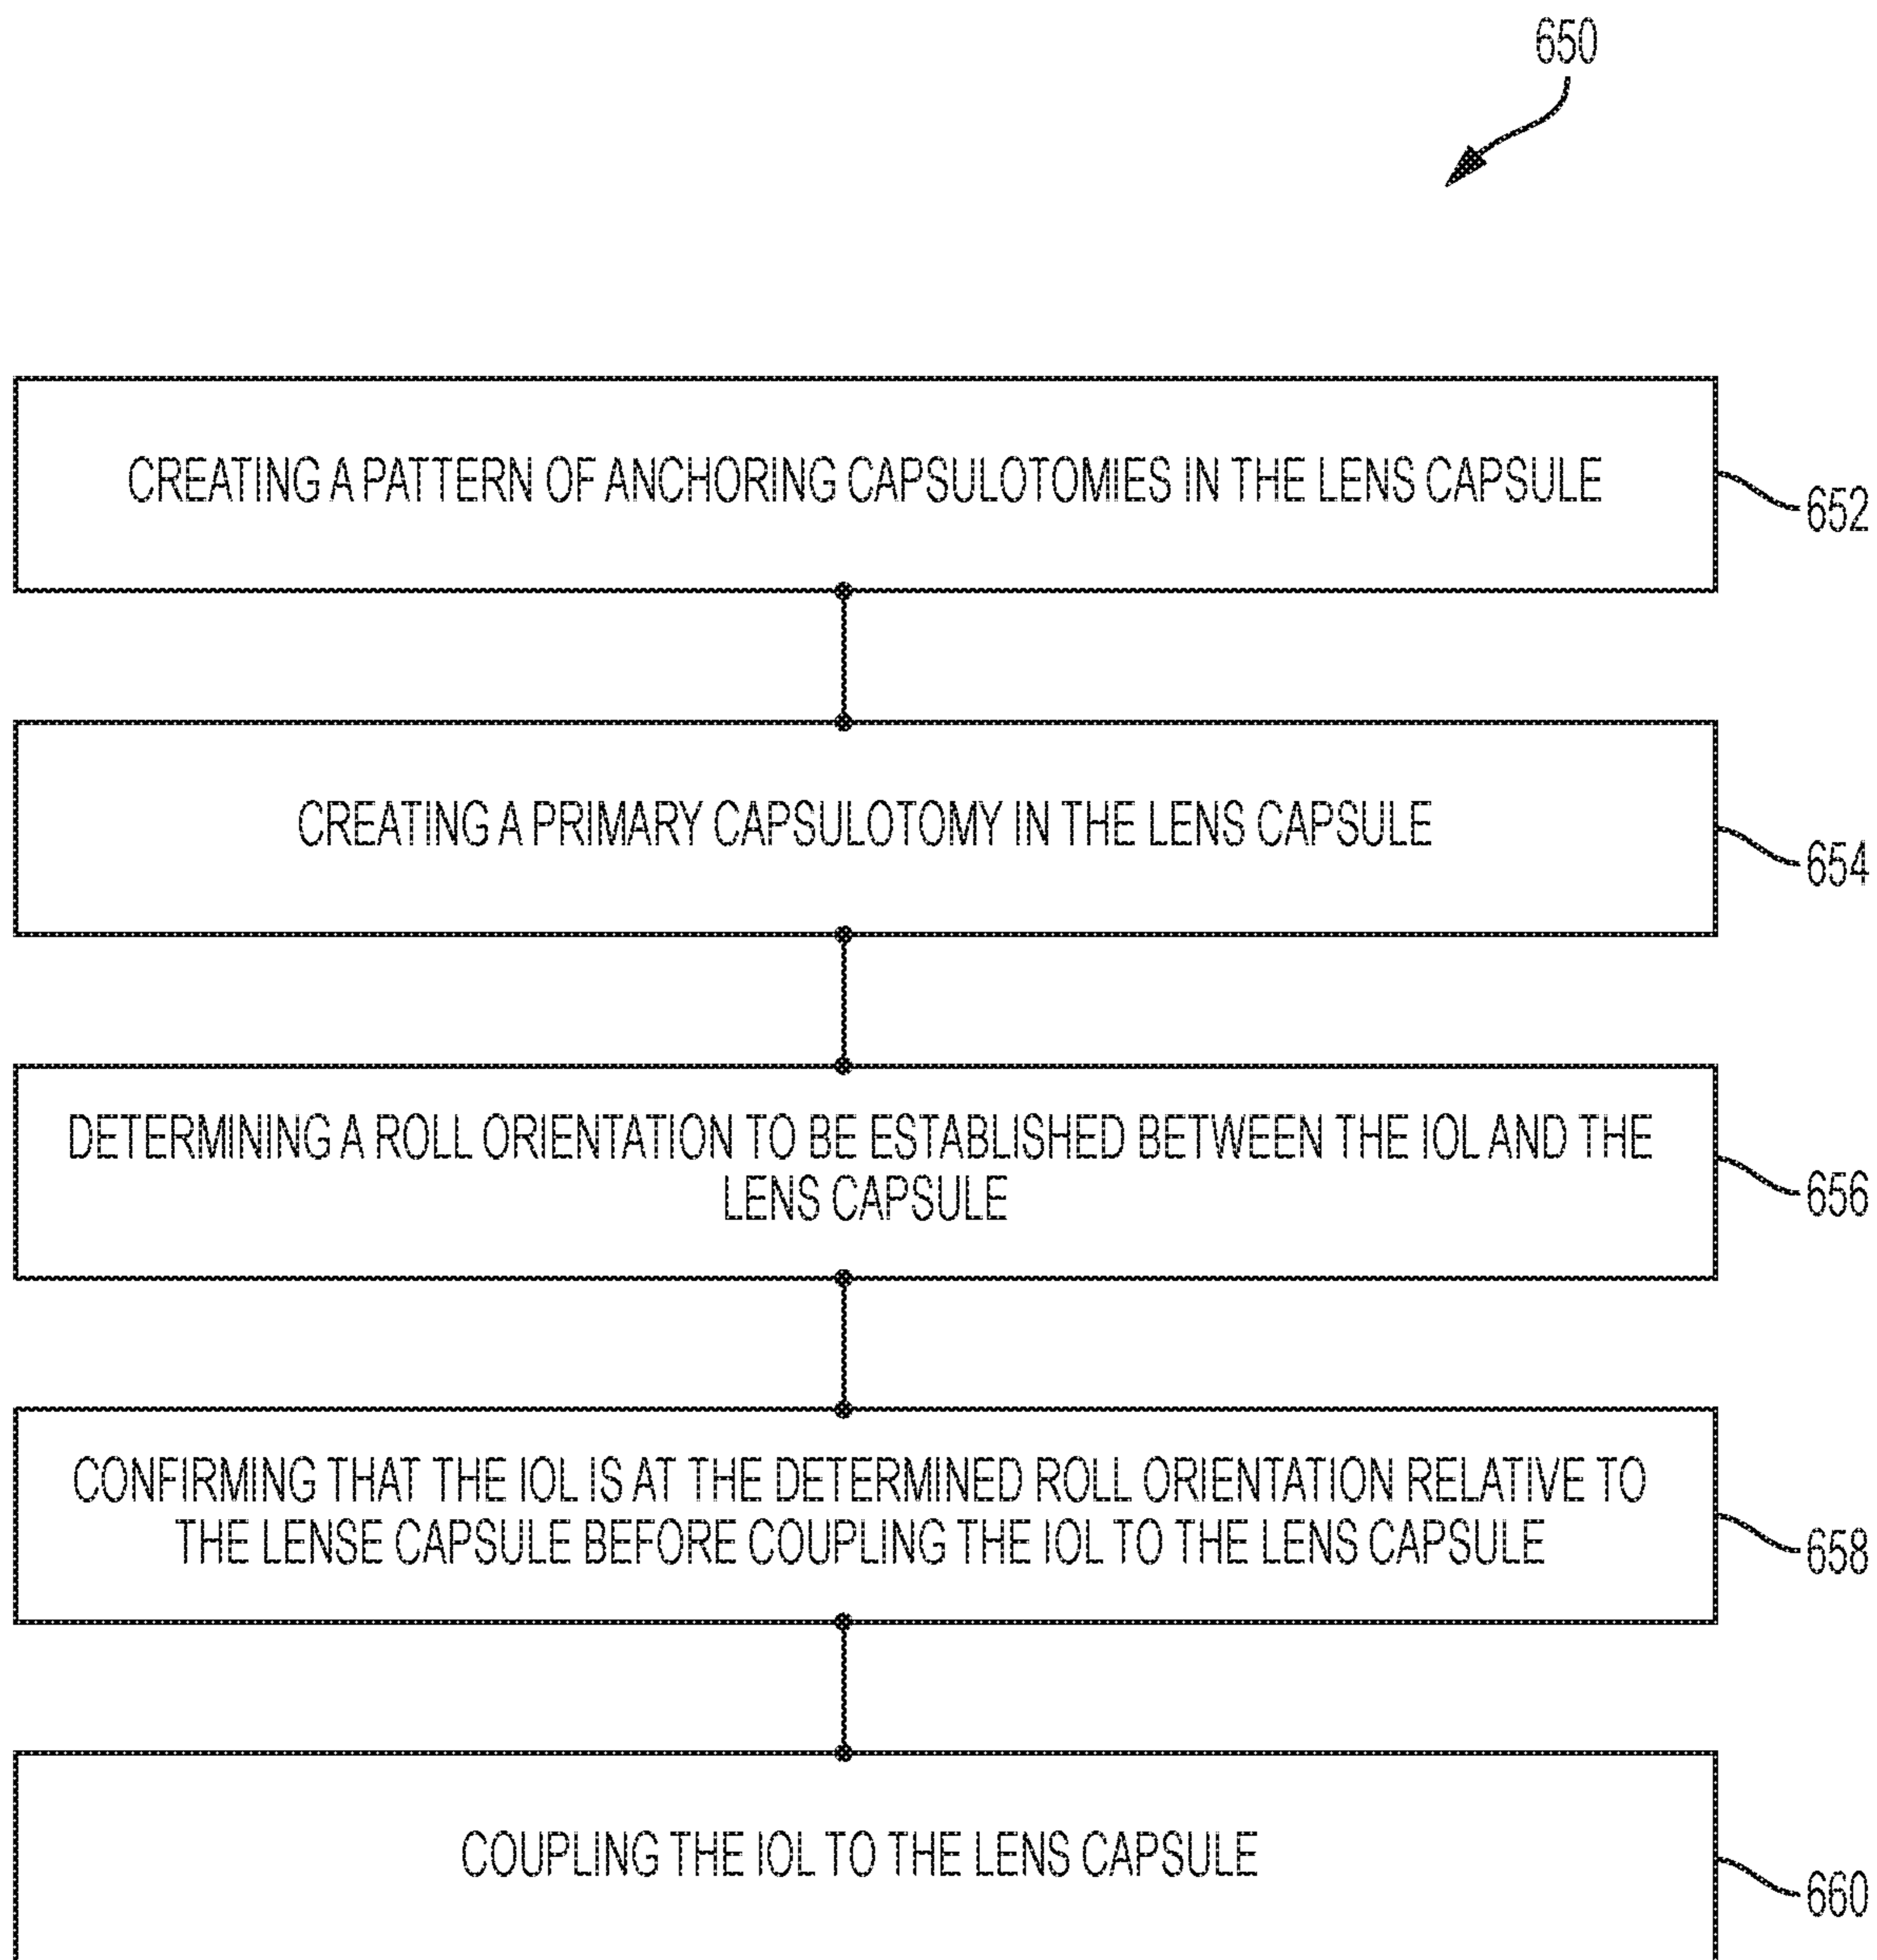 650
CREATING A PATTERN OF ANCHORING CAPSULOTOMIES IN THE LENS CAPSULE
652
CREATING A PRIMARY CAPSULOTOMY IN THE LENS CAPSULE
654
DETERMINING A ROLL ORIENTATION TO BE ESTABLISHED BETWEEN THE IOL AND THE
LENS CAPSULE
656
CONFIRMING THAT THE IOL IS AT THE DETERMINED ROLL ORIENTATION RELATIVE TO
THE LENSE CAPSULE BEFORE COUPLING THE IOL TO THE LENS CAPSULE
658
COUPLING THE IOL TO THE LENS CAPSULE
660